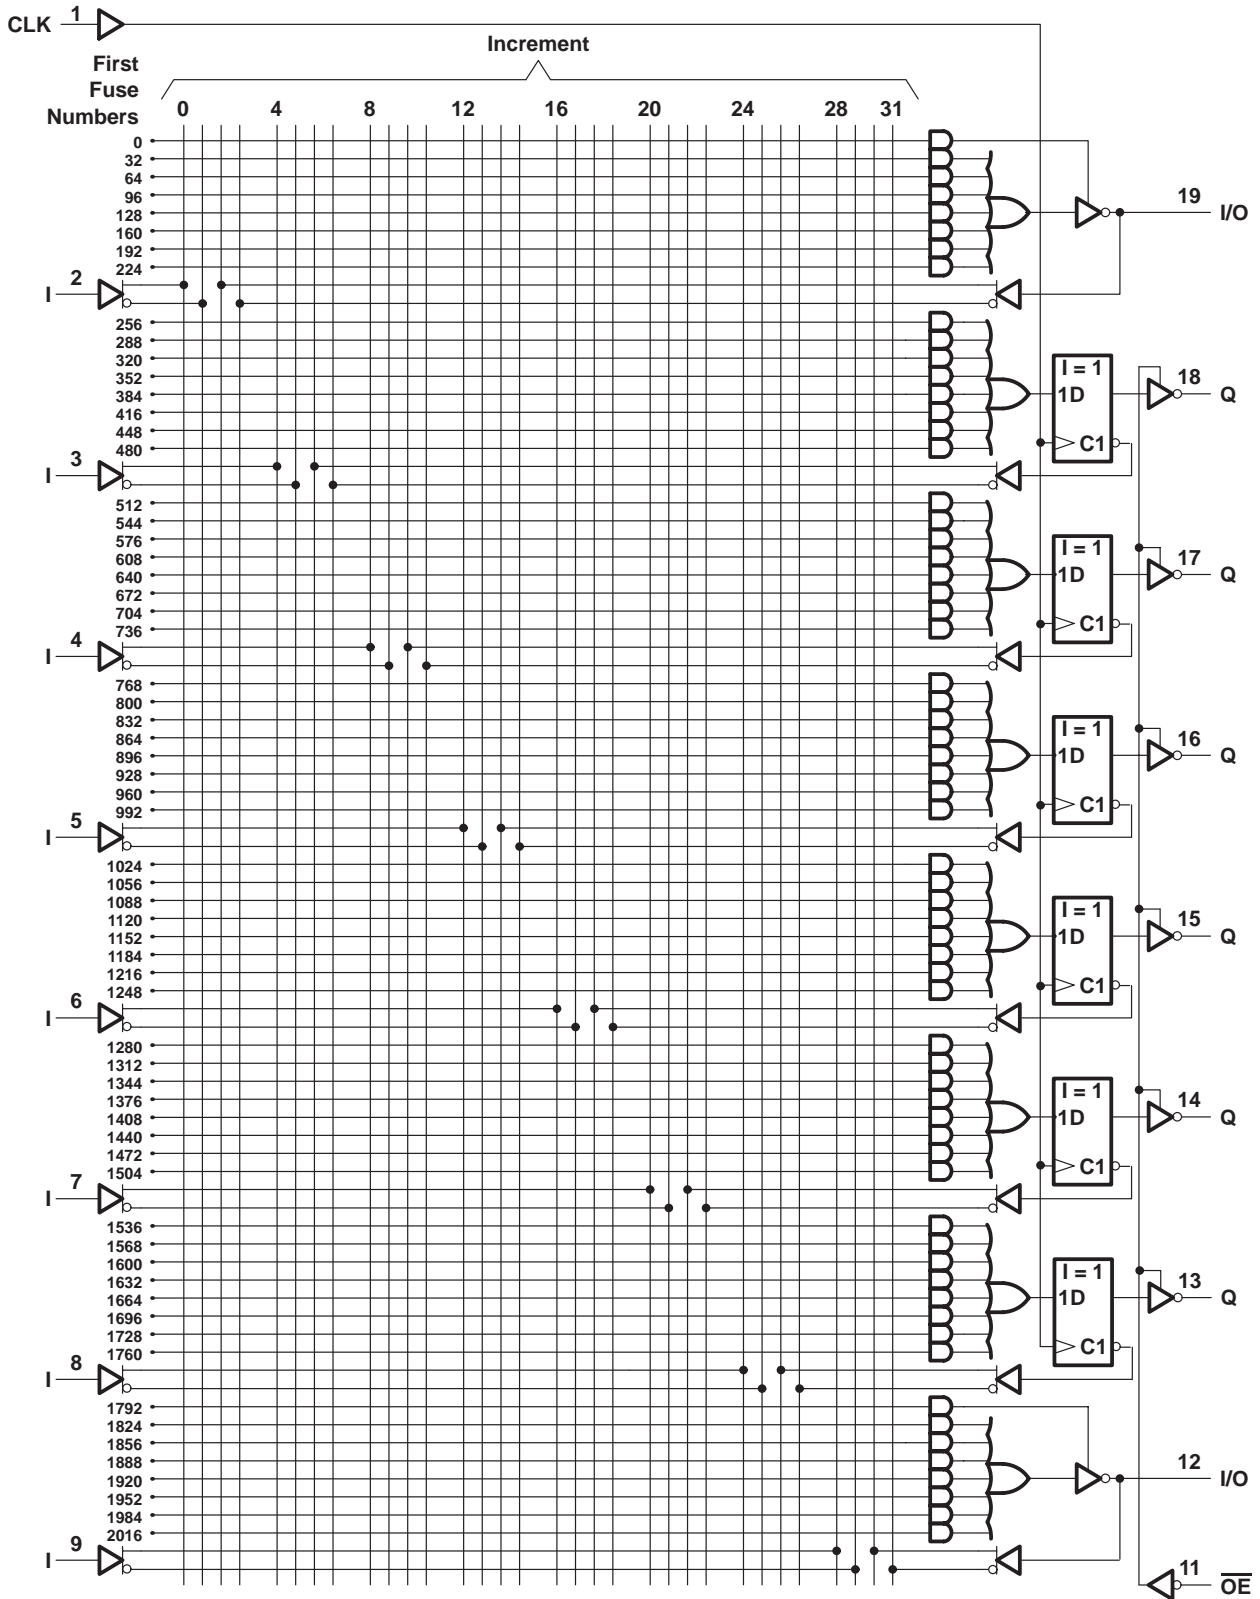 CLK 1
Increment
First
Fuse
Numbers
0 4 8 12 16 20 24 28 31
0
32
64
96
128
160
192
224
19 I/O
I 2
256
288
320
352
384
416
448
480
I = 1
1D
C1
18 Q
I 3
512
544
576
608
640
672
704
736
I = 1
1D
C1
17 Q
I 4
768
800
832
864
896
928
960
992
I = 1
1D
C1
16 Q
I 5
1024
1056
1088
1120
1152
1184
1216
1248
I = 1
1D
C1
15 Q
I 6
1280
1312
1344
1376
1408
1440
1472
1504
I = 1
1D
C1
14 Q
I 7
1536
1568
1600
1632
1664
1696
1728
1760
I = 1
1D
C1
13 Q
I 8
1792
1824
1856
1888
1920
1952
1984
2016
12 I/O
I 9
11 O̅E̅